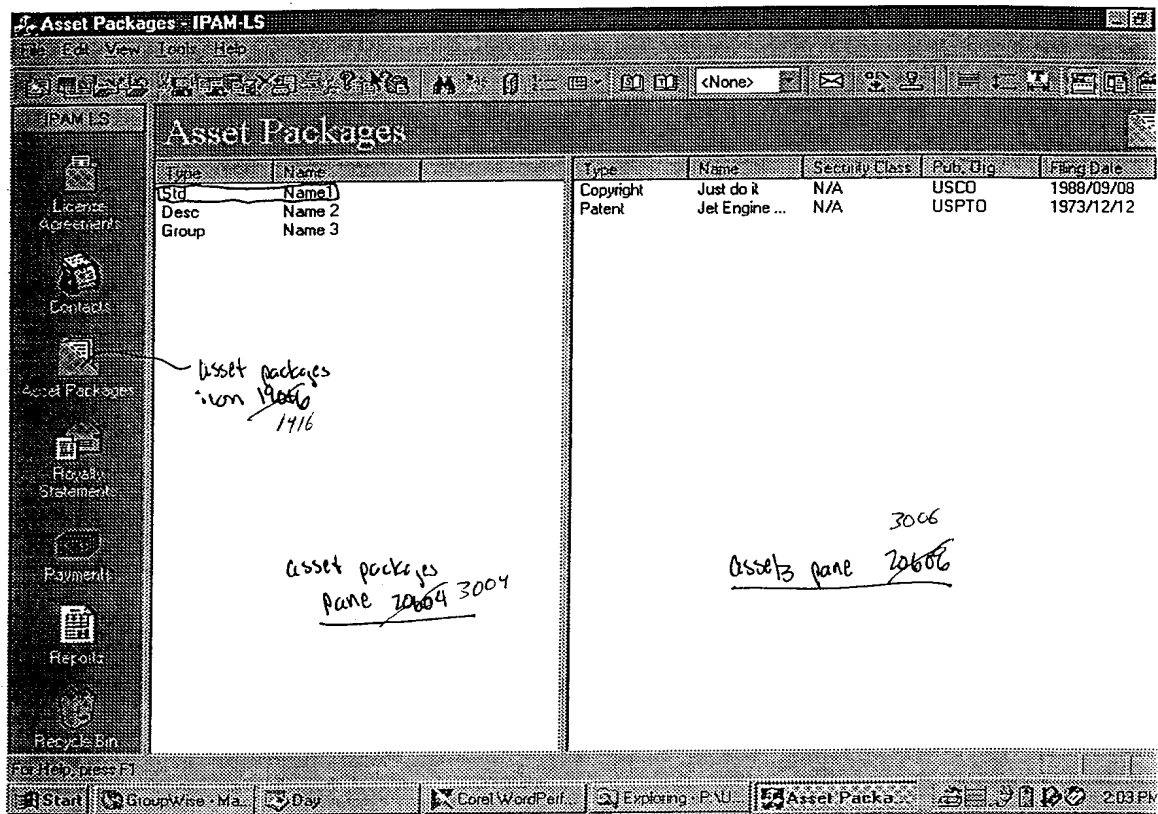 Asset Packages - IPAM-LS
File Edit View Tools Help
<None>
IPAM-LS
Asset Packages
License Agreements
Contacts
Asset Packages
Royalty Statement
Payments
Reports
Recycle Bin
Type Name
Std Name1
Desc Name 2
Group Name 3
Type Name Security Class Pub. Org Filing Date
Copyright Just do it N/A USCO 1988/09/08
Patent Jet Engine ... N/A USPTO 1973/12/12
asset packages
icon
1416
asset packages
pane 20604 3004
3006
assets pane 20606
For Help, press F1
Start GroupWise - Ma... Day Corel WordPerf... Exploring - P:\U... Asset Packa... 2:03 PM